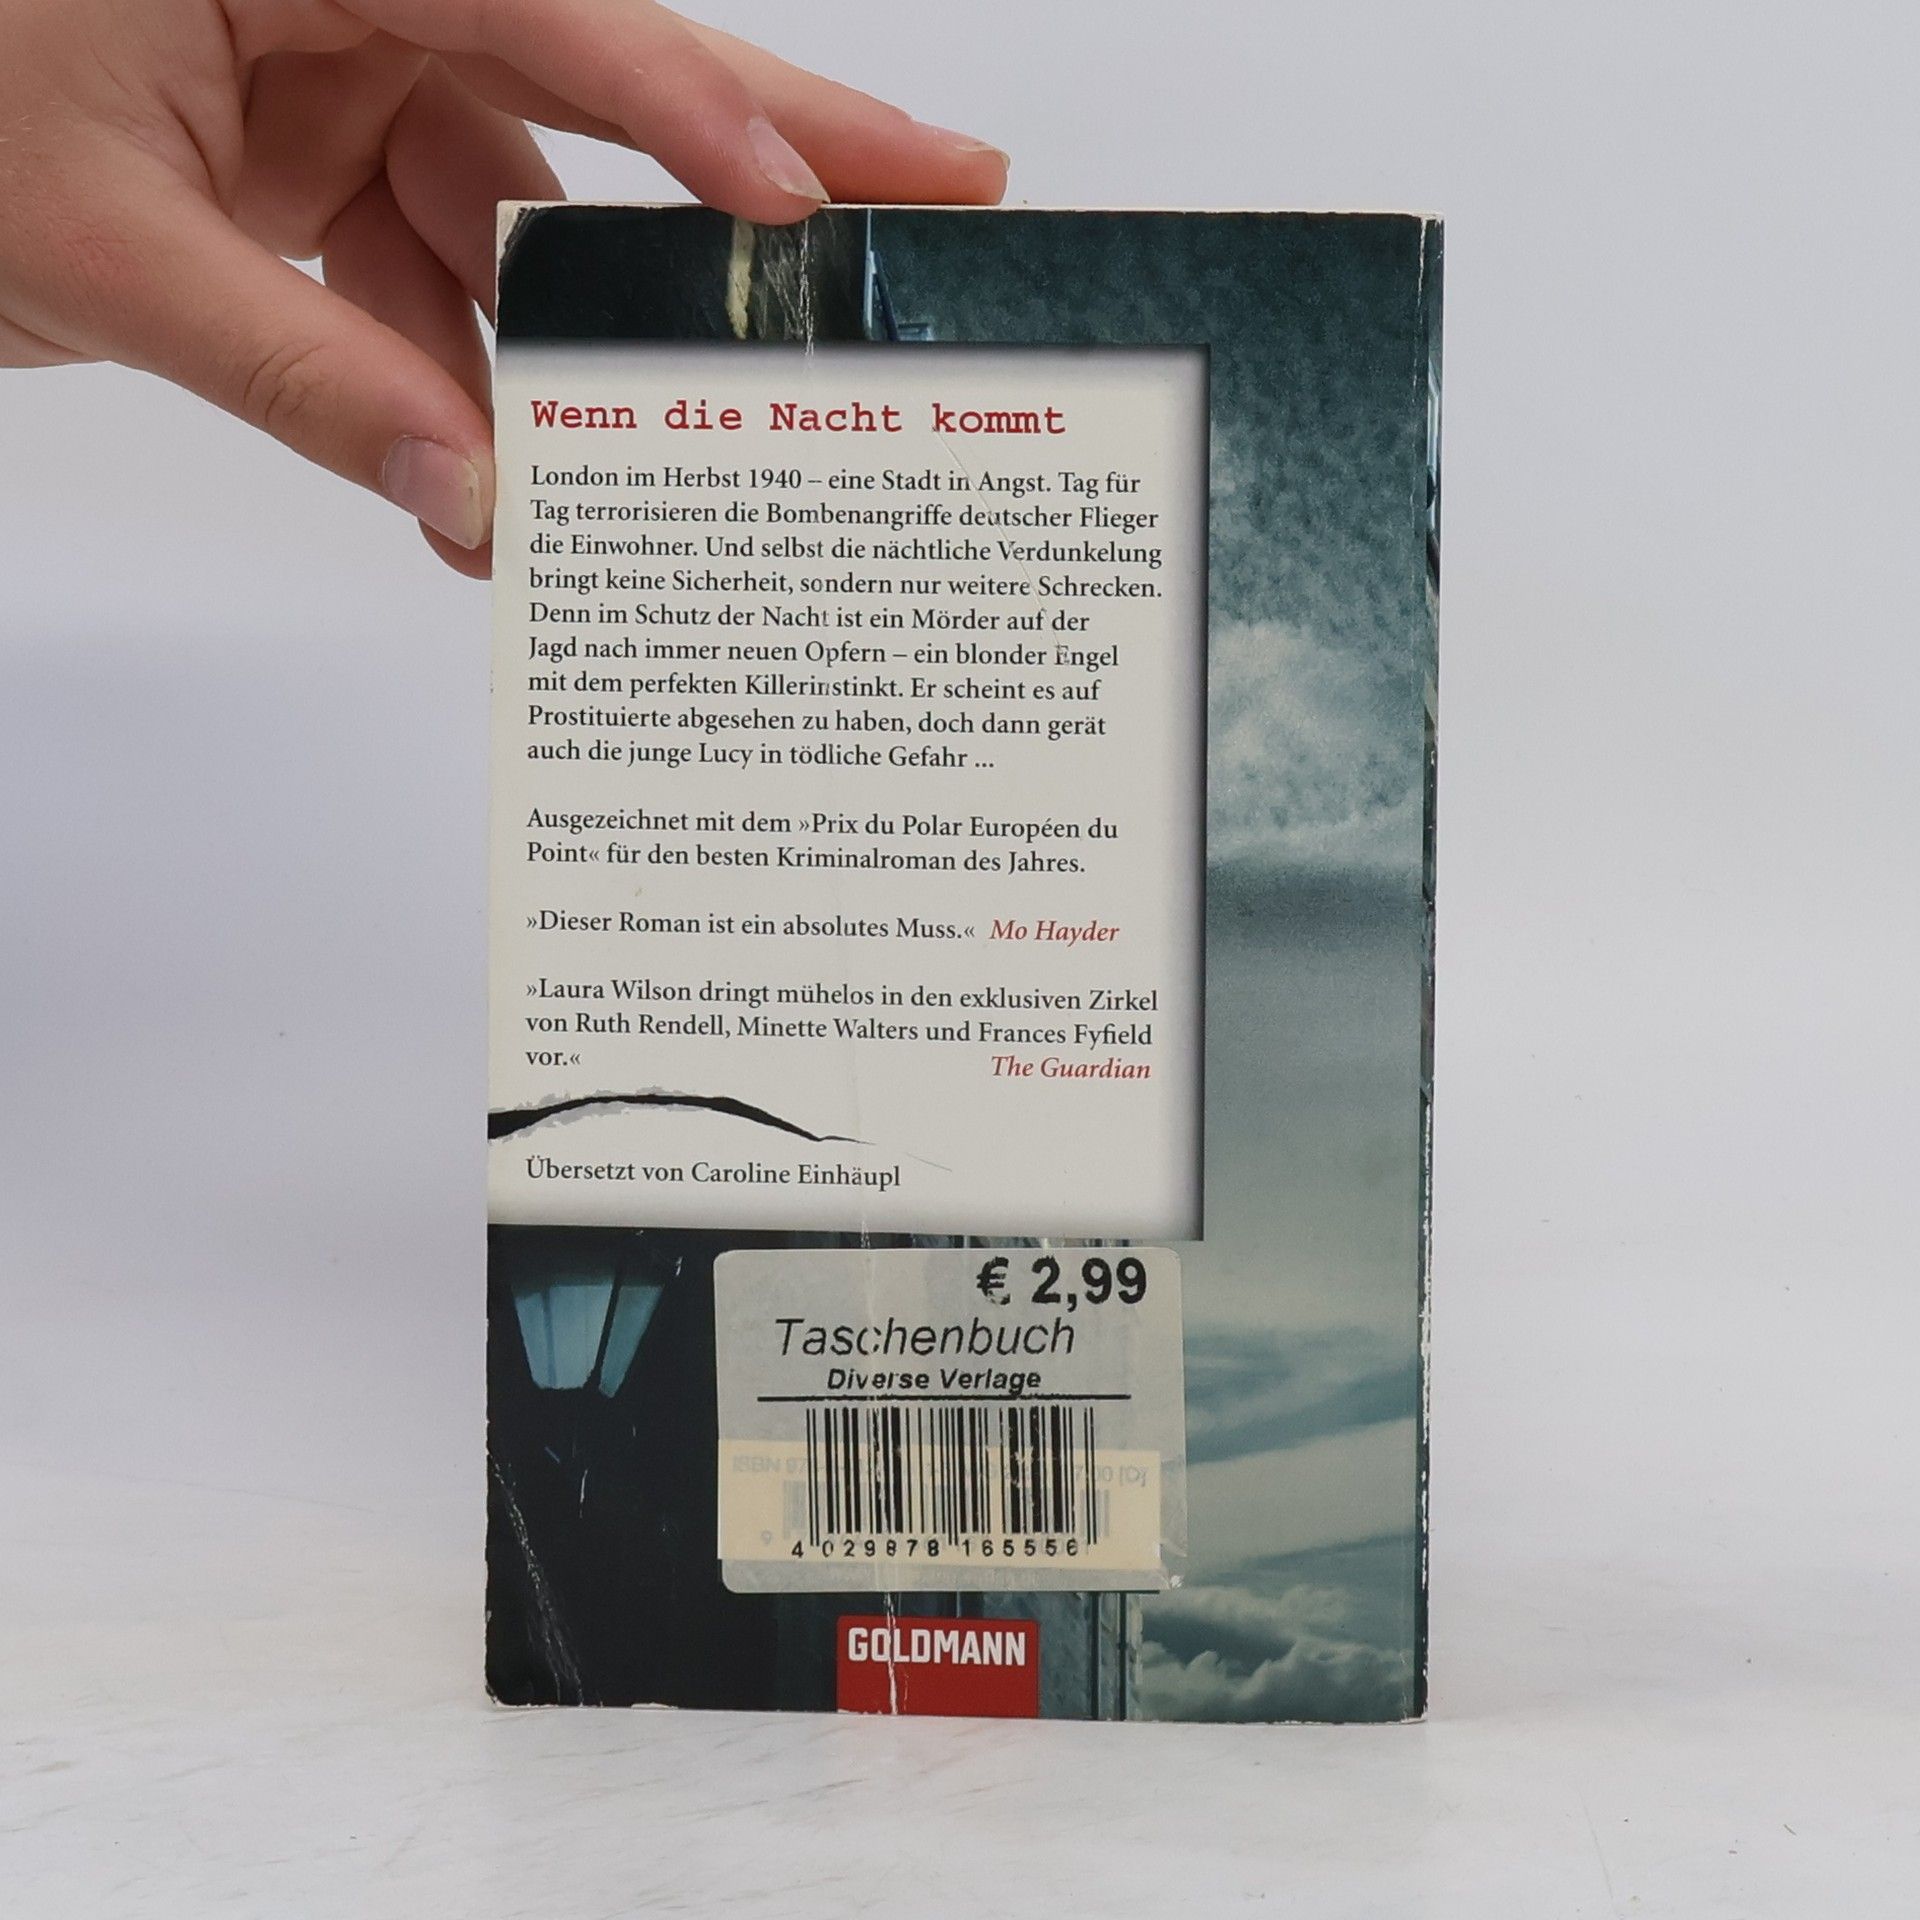 Wenn die Nacht kommt
London im Herbst 1940 – eine Stadt in Angst. Tag für
Tag terrorisieren die Bombenangriffe deutscher Flieger
die Einwohner. Und selbst die nächtliche Verdunkelung
bringt keine Sicherheit, sondern nur weitere Schrecken.
Denn im Schutz der Nacht ist ein Mörder auf der
Jagd nach immer neuen Opfern – ein blonder Engel
mit dem perfekten Killerinstinkt. Er scheint es auf
Prostituierte abgesehen zu haben, doch dann gerät
auch die junge Lucy in tödliche Gefahr ...
Ausgezeichnet mit dem »Prix du Polar Européen du
Point« für den besten Kriminalroman des Jahres.
»Dieser Roman ist ein absolutes Muss.« Mo Hayder
»Laura Wilson dringt mühelos in den exklusiven Zirkel
von Ruth Rendell, Minette Walters und Frances Fyfield
vor.« The Guardian
Übersetzt von Caroline Einhäupl
€ 2,99
Taschenbuch
Diverse Verlage
ISBN
4 029878 165556
GOLDMANN